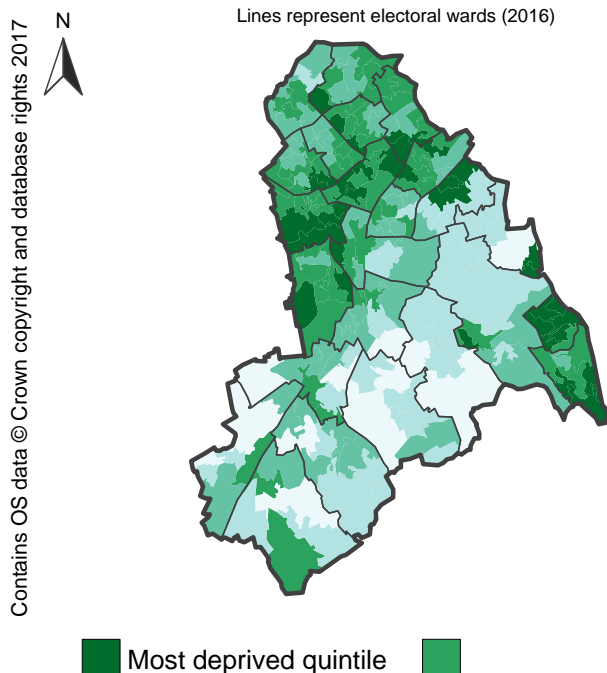 Lines represent electoral wards (2016)
N
Contains OS data © Crown copyright and database rights 2017
Most deprived quintile